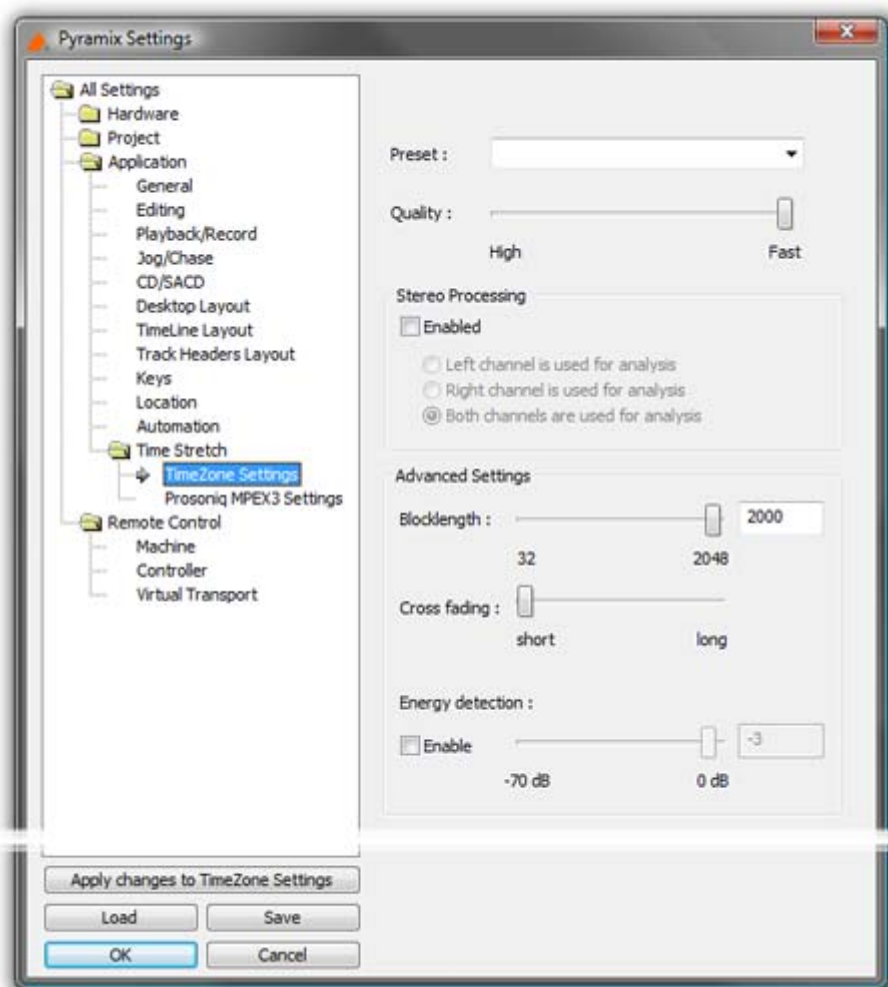 Pyramix Settings
All Settings
Hardware
Project
Application
General
Editing
Playback/Record
Jog/Chase
CD/SACD
Desktop Layout
TimeLine Layout
Track Headers Layout
Keys
Location
Automation
Time Stretch
TimeZone Settings
Prosoniq MPEX3 Settings
Remote Control
Machine
Controller
Virtual Transport
Apply changes to TimeZone Settings
Load Save
OK Cancel
Preset :
Quality :
High Fast
Stereo Processing
Enabled
Left channel is used for analysis
Right channel is used for analysis
Both channels are used for analysis
Advanced Settings
Blocklength : 2000
32 2048
Cross fading :
short long
Energy detection :
Enable -3
-70 dB 0 dB